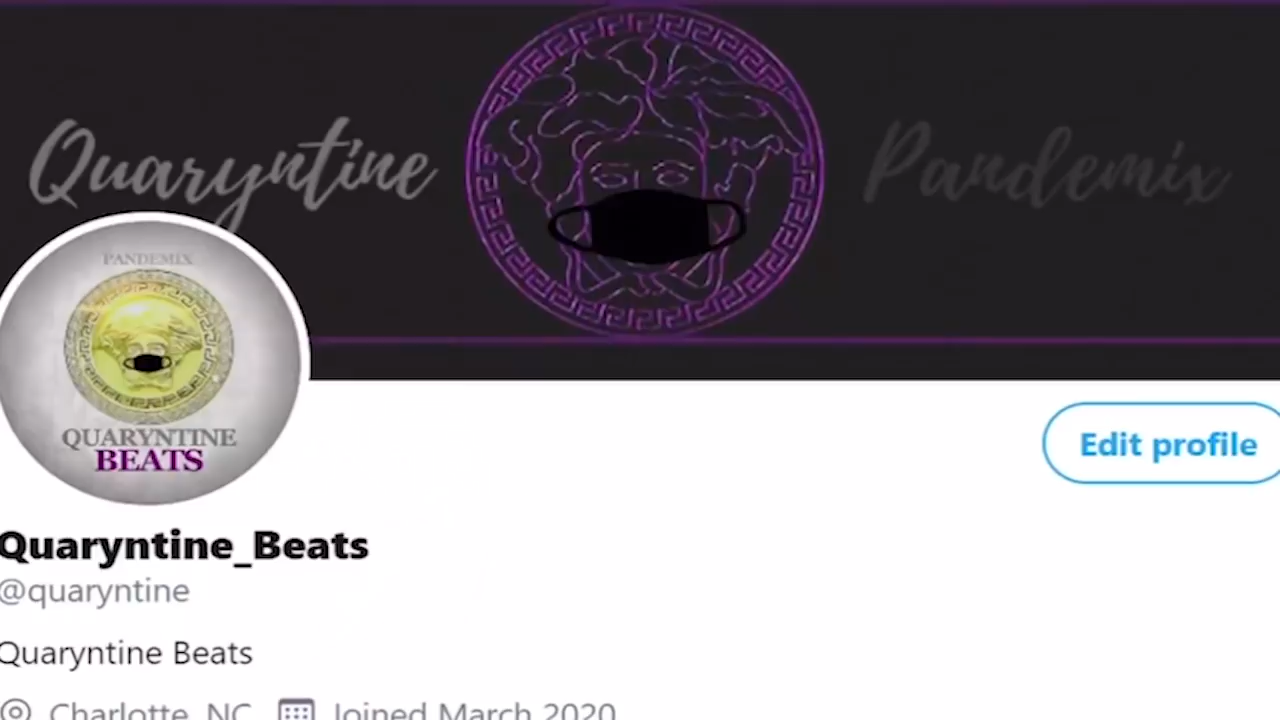 Quaryntine
Pandemix
PANDEMIX
QUARYNTINE
BEATS
Edit profile
Quaryntine_Beats
@quaryntine
Quaryntine Beats
Charlotte, NC Joined March 2020